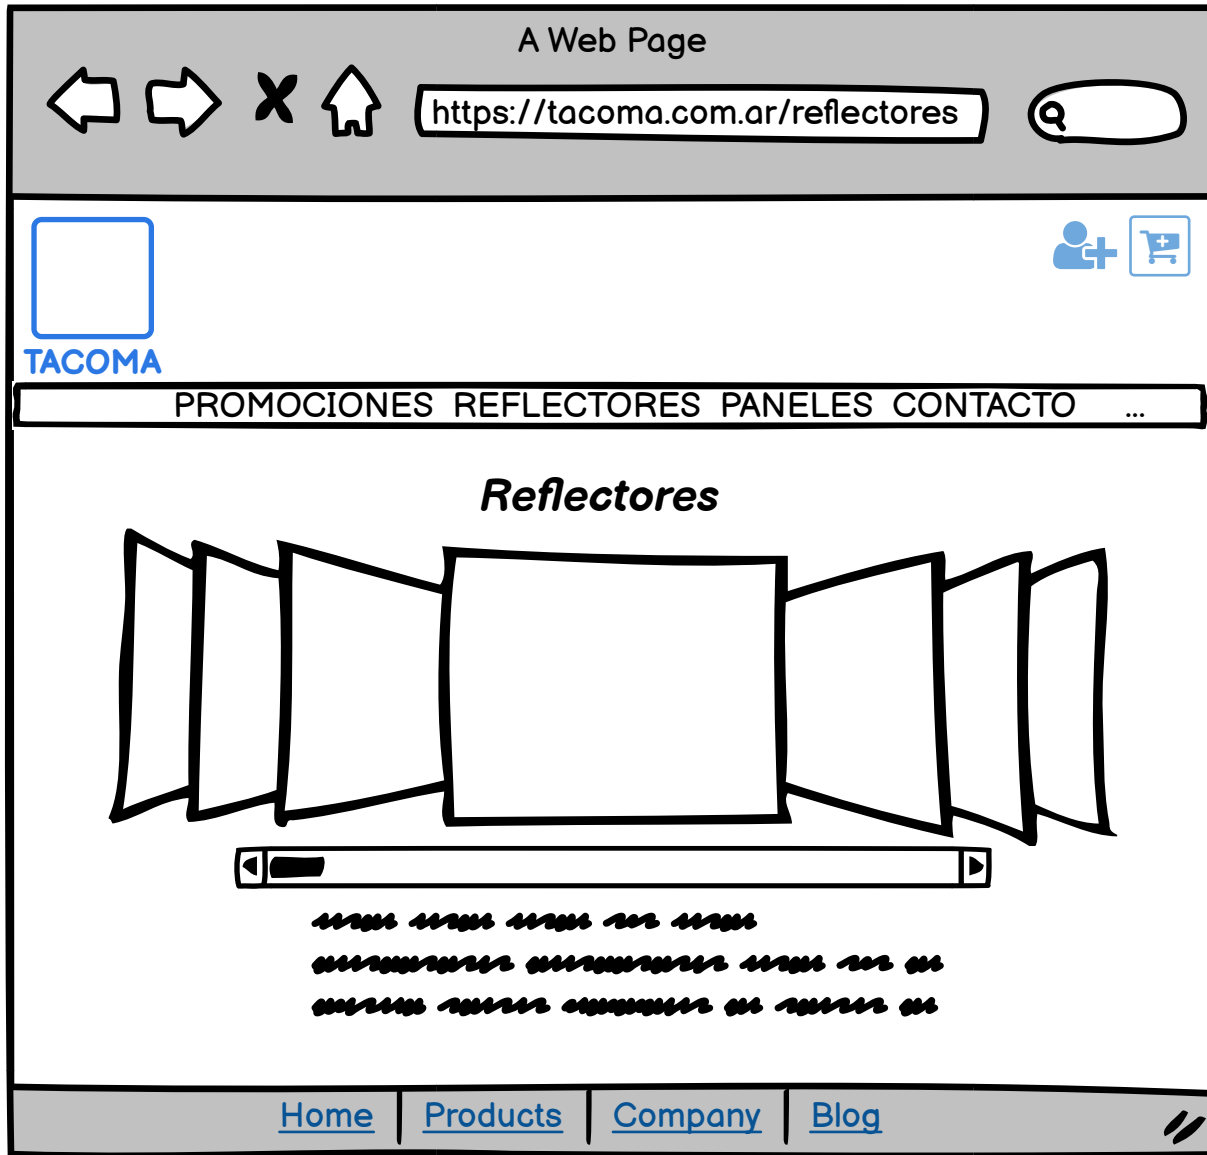 A Web Page
https://tacoma.com.ar/reflectores
TACOMA
PROMOCIONES REFLECTORES PANELES CONTACTO ...
Reflectores
Home Products Company Blog